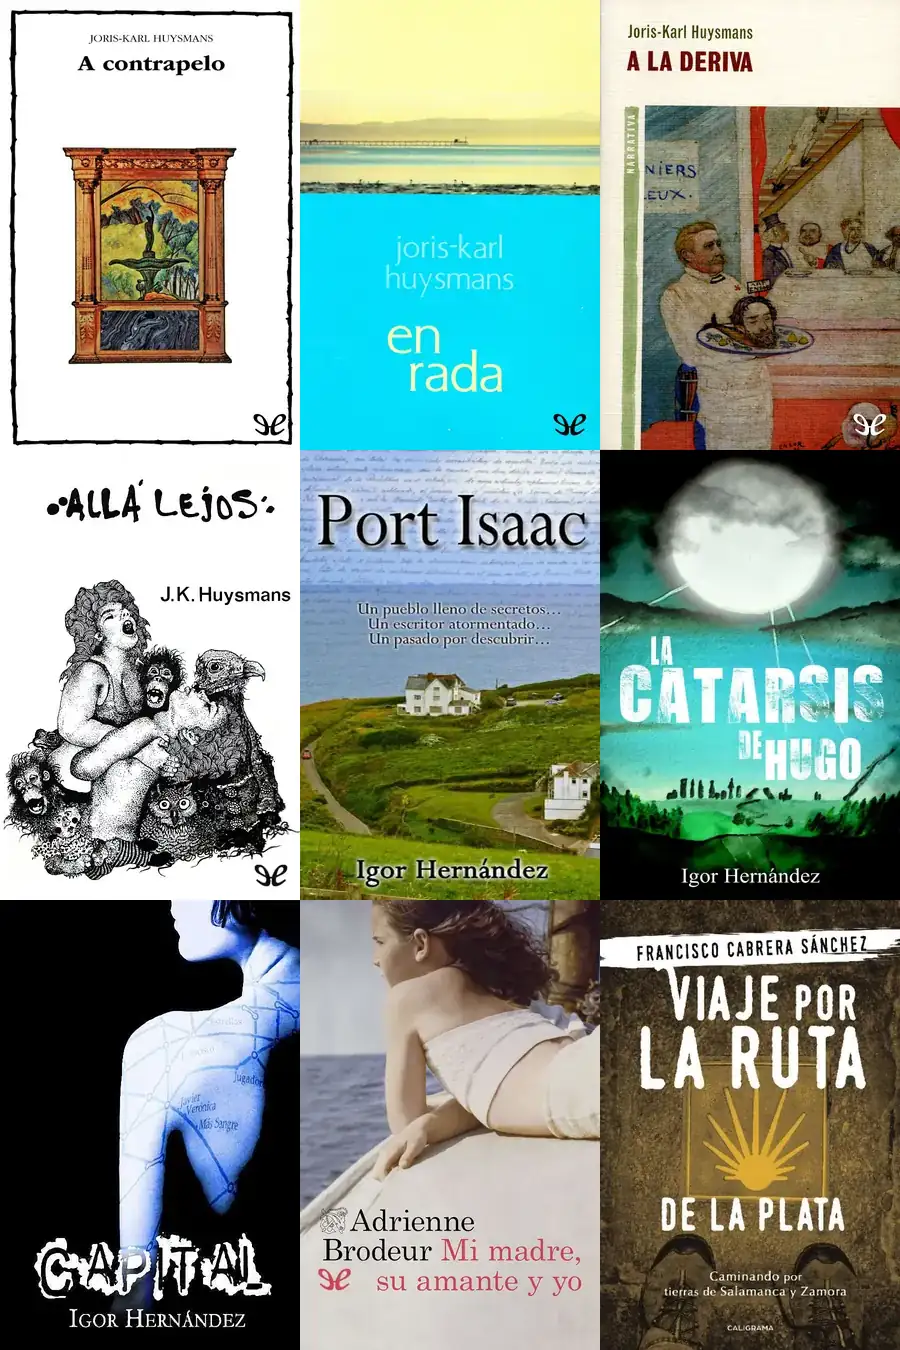 JORIS-KARL HUYSMANS
A contrapelo
joris-karl
huysmans
en
rada
Joris-Karl Huysmans
A LA DERIVA
NARRATIVA
NIERS
EUX.
ALLÁ LEJOS
J.K. Huysmans
Port Isaac
Un pueblo lleno de secretos...
Un escritor atormentado...
Un pasado por descubrir...
Igor Hernández
LA
CATARSIS
DE
HUGO
Igor Hernández
Jugador
Javier
Verónica
Más Sangre
CAPITAL
IGOR HERNÁNDEZ
Adrienne
Brodeur Mi madre,
su amante y yo
FRANCISCO CABRERA SÁNCHEZ
VIAJE POR
LA RUTA
DE LA PLATA
Caminando por
tierras de Salamanca y Zamora
CALIGRAMA